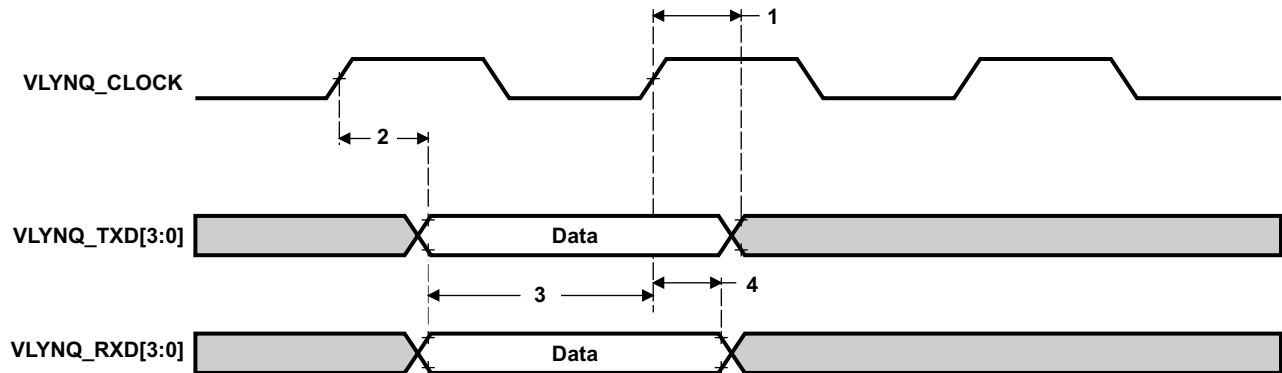 1
VLYNQ_CLOCK
2
VLYNQ_TXD[3:0]
Data
3
4
VLYNQ_RXD[3:0]
Data